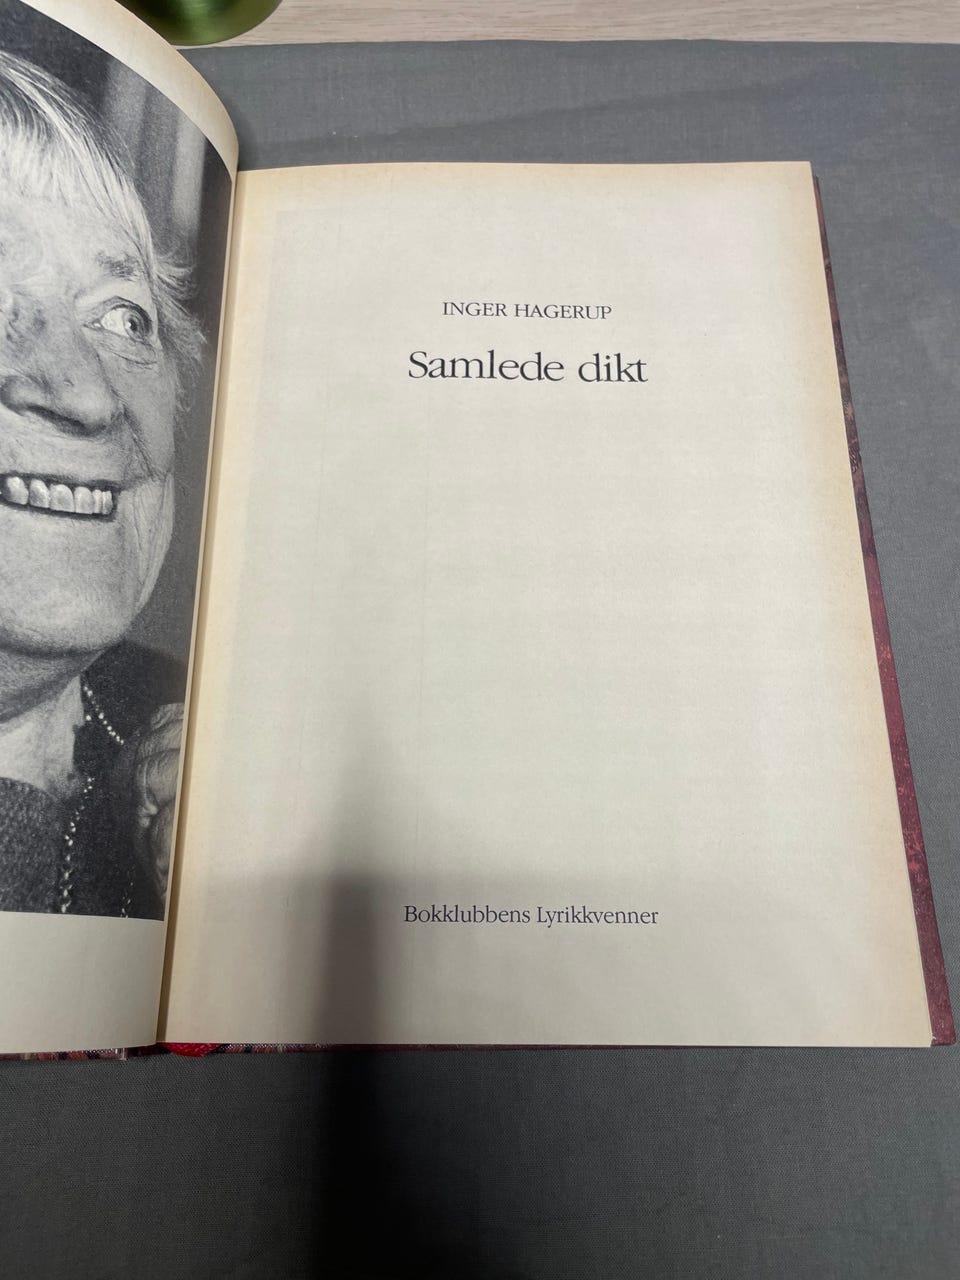 INGER HAGERUP
Samlede dikt
Bokklubbens Lyrikkvenner